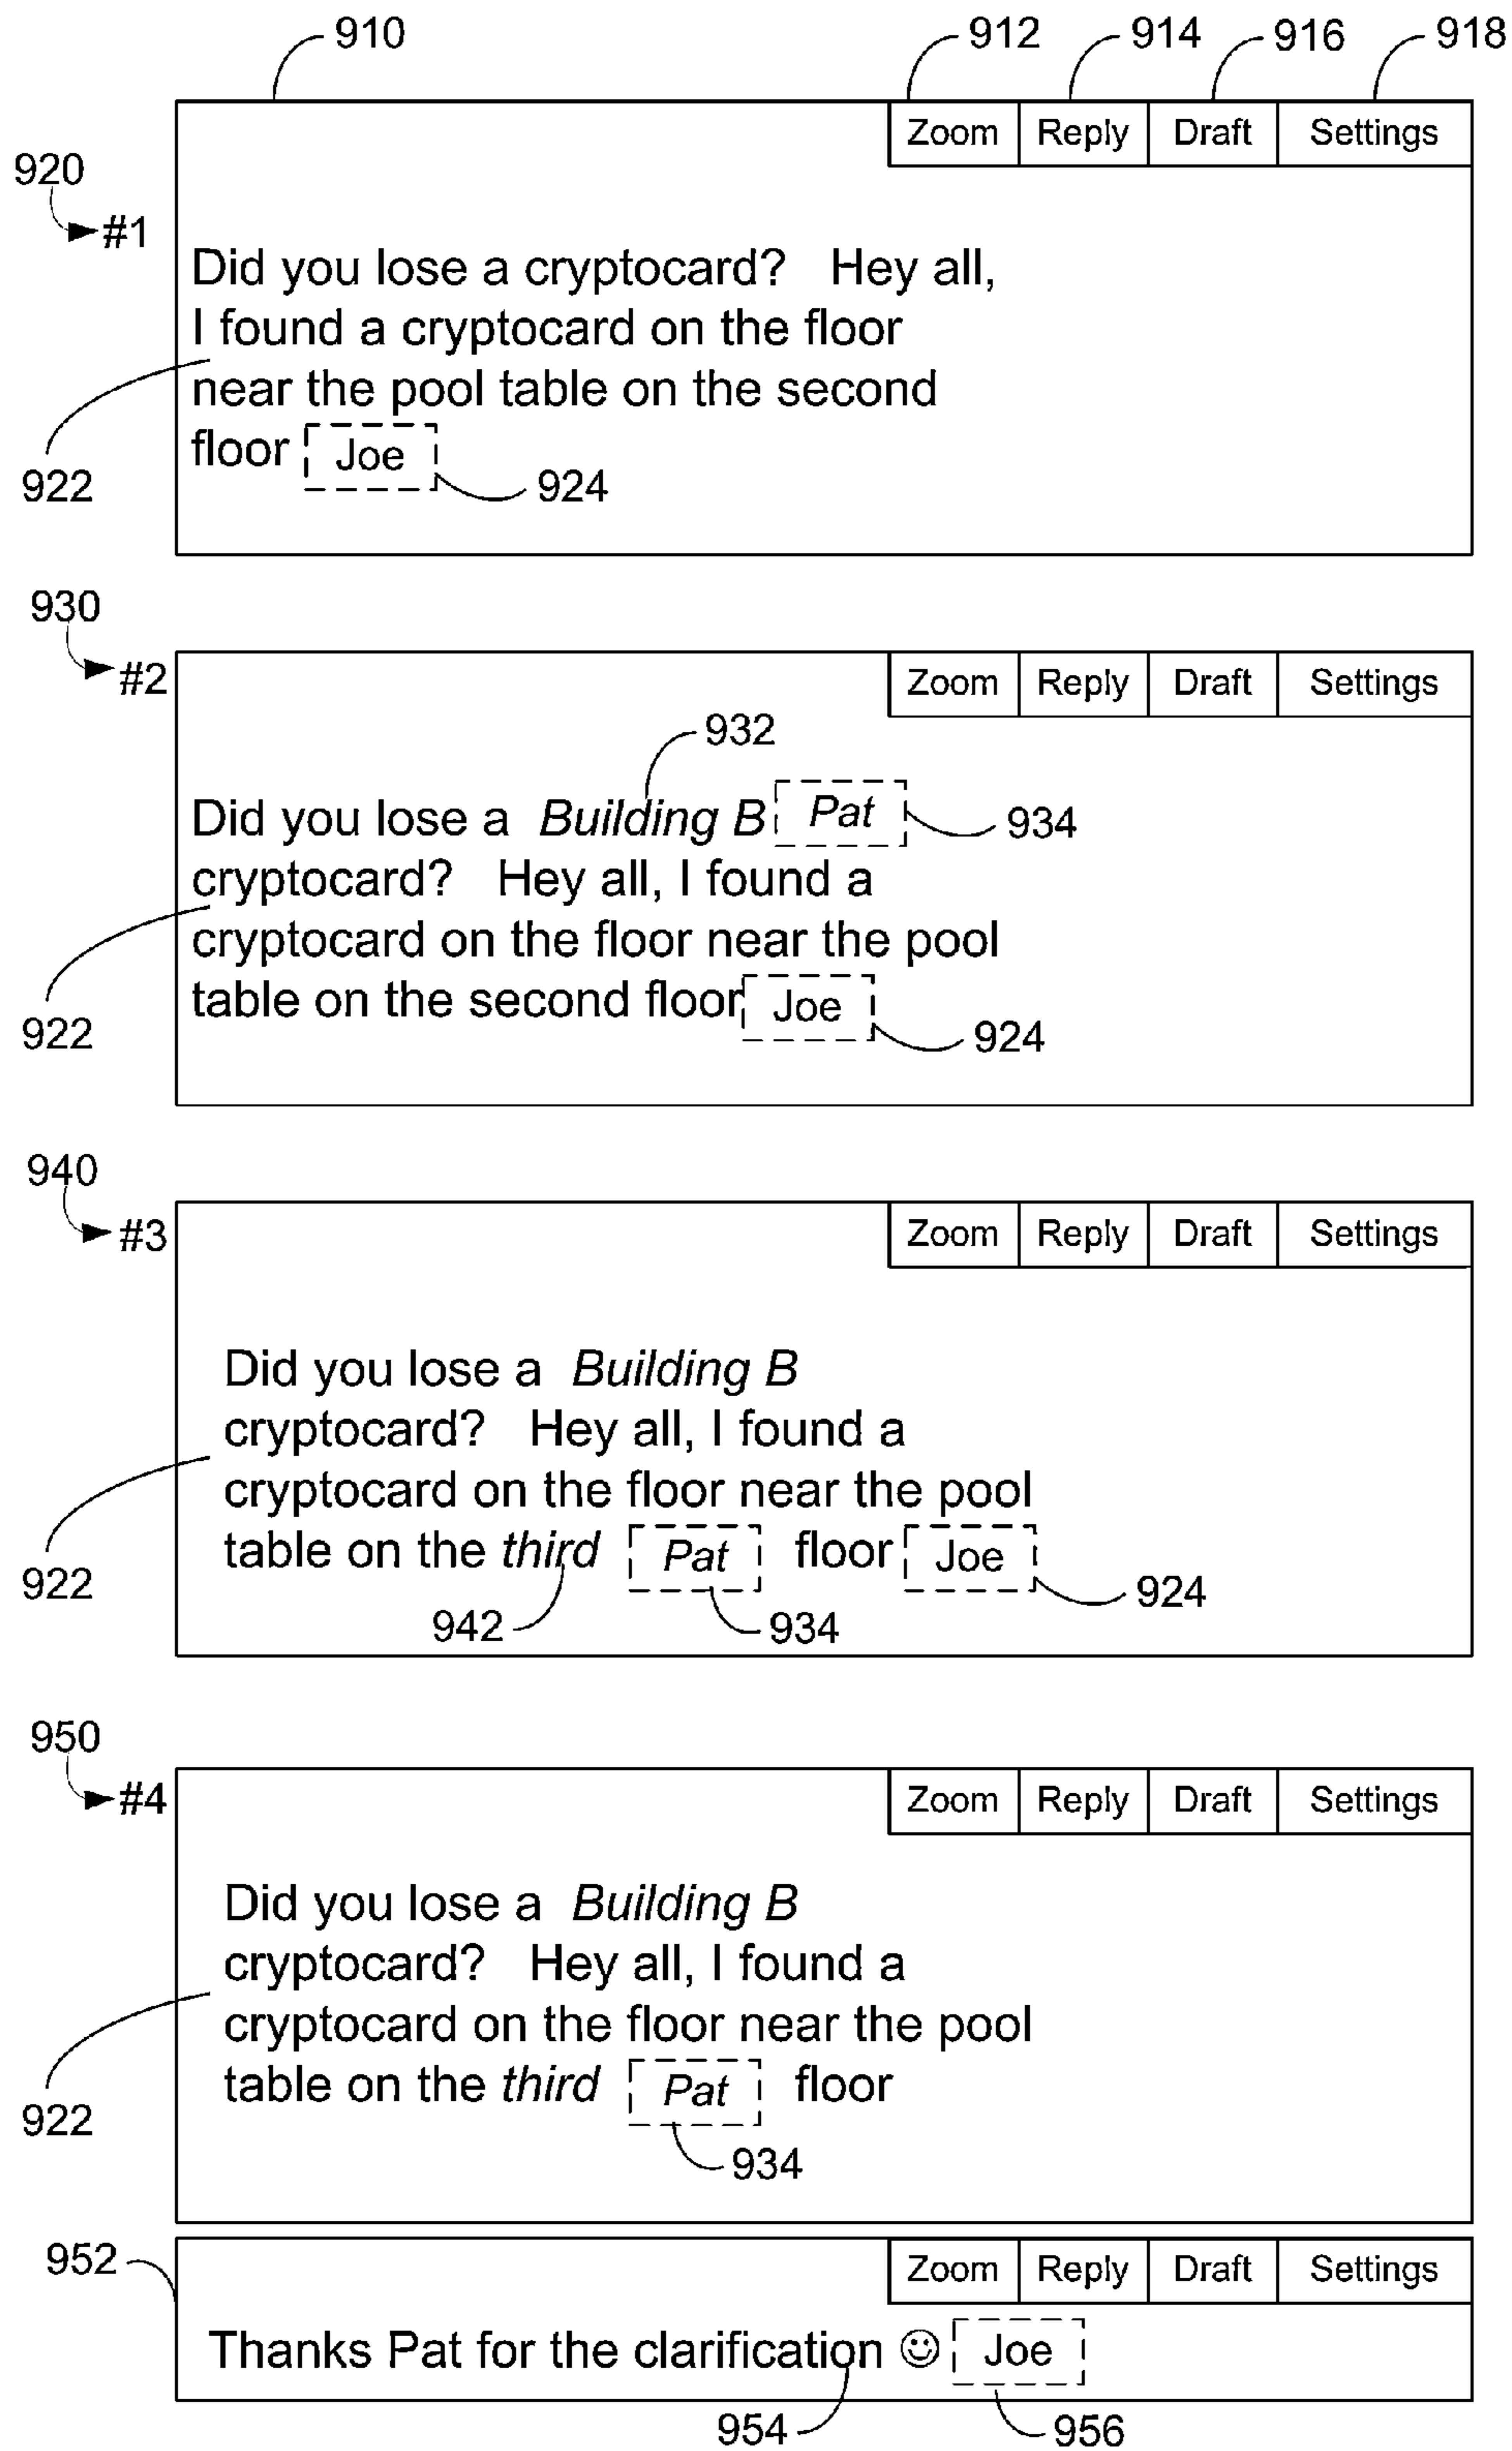 910 912 914 916 918
Zoom Reply Draft Settings
920
#1
Did you lose a cryptocard? Hey all,
I found a cryptocard on the floor
near the pool table on the second
floor Joe
922 924
930
#2 Zoom Reply Draft Settings
932
Did you lose a Building B Pat 934
cryptocard? Hey all, I found a
cryptocard on the floor near the pool
table on the second floor Joe
922 924
940
#3 Zoom Reply Draft Settings
Did you lose a Building B
cryptocard? Hey all, I found a
cryptocard on the floor near the pool
table on the third Pat floor Joe
922 924
942 934
950
#4 Zoom Reply Draft Settings
Did you lose a Building B
cryptocard? Hey all, I found a
cryptocard on the floor near the pool
table on the third Pat floor
922
934
952 Zoom Reply Draft Settings
Thanks Pat for the clarification ☺ Joe
954 956